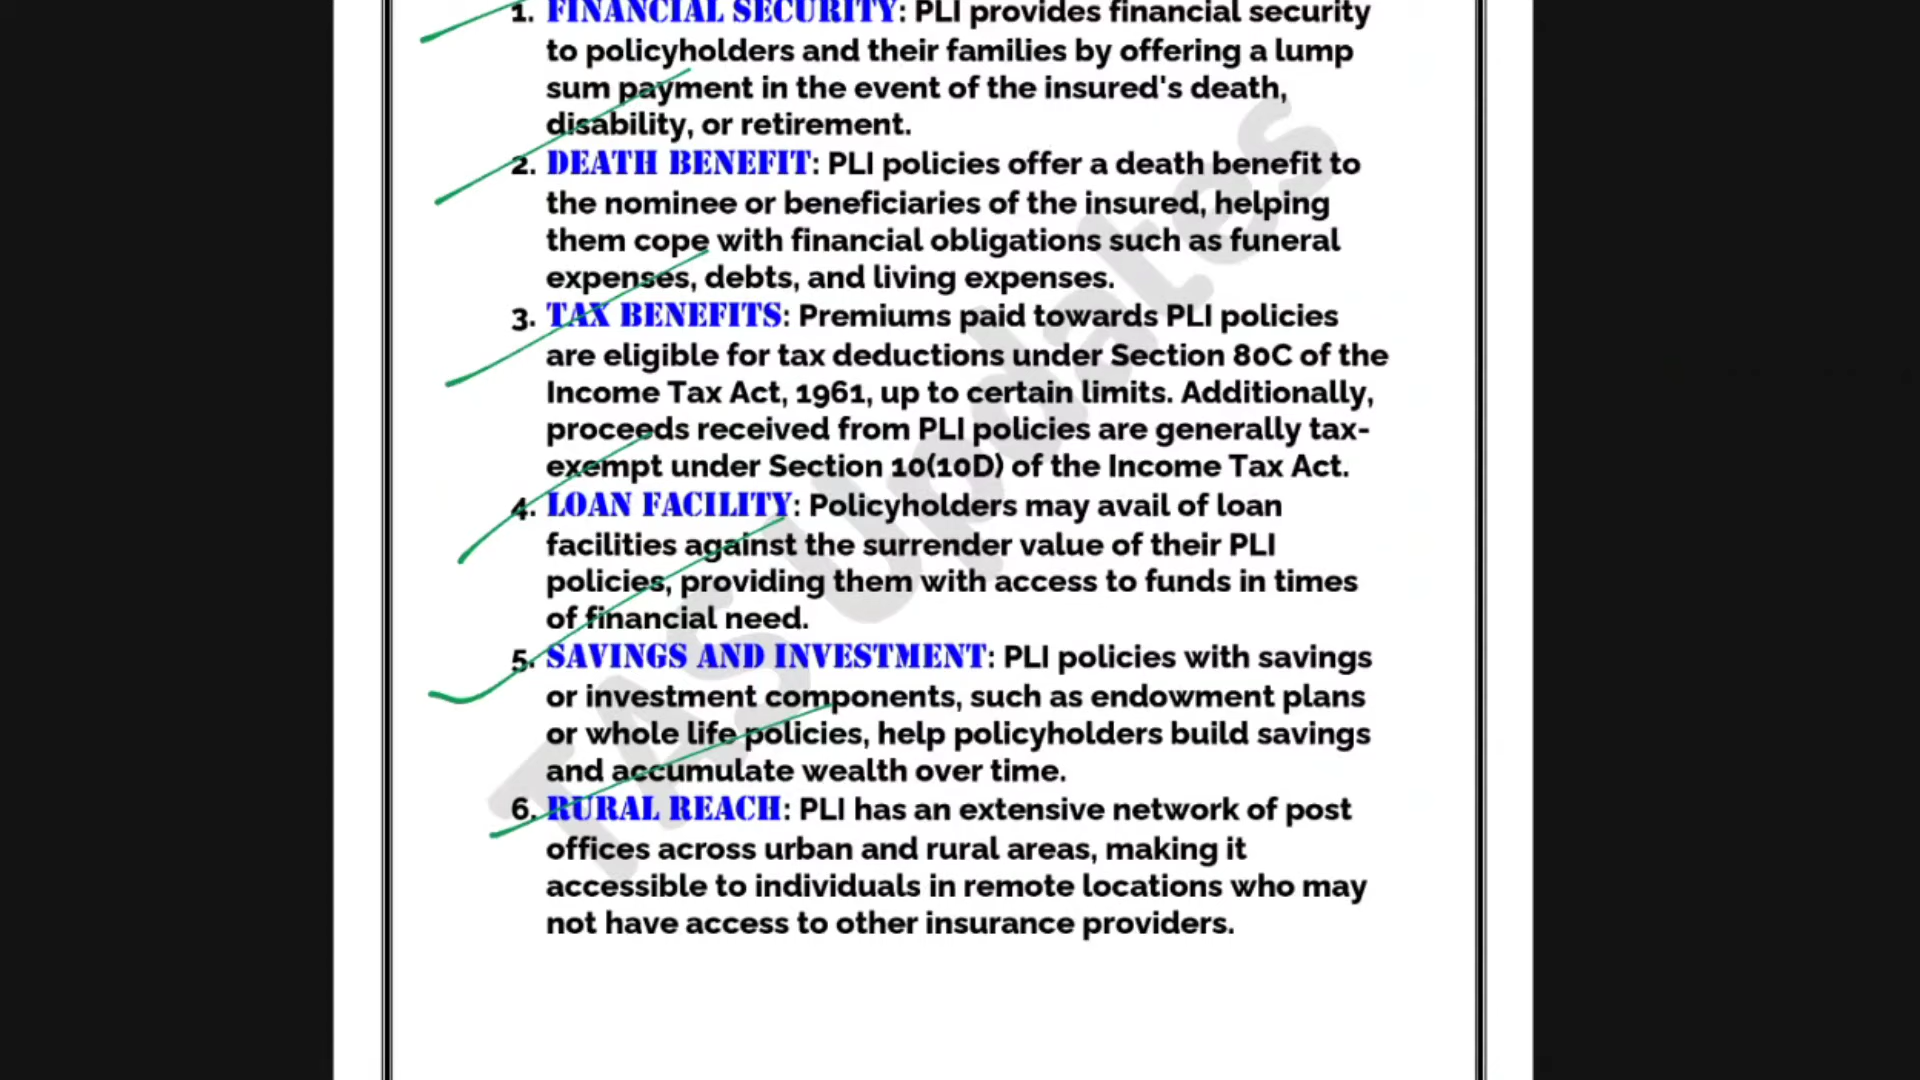 1. FINANCIAL SECURITY: PLI provides financial security
to policyholders and their families by offering a lump
sum payment in the event of the insured's death,
disability, or retirement.
2. DEATH BENEFIT: PLI policies offer a death benefit to
the nominee or beneficiaries of the insured, helping
them cope with financial obligations such as funeral
expenses, debts, and living expenses.
3. TAX BENEFITS: Premiums paid towards PLI policies
are eligible for tax deductions under Section 80C of the
Income Tax Act, 1961, up to certain limits. Additionally,
proceeds received from PLI policies are generally tax-
exempt under Section 10(10D) of the Income Tax Act.
4. LOAN FACILITY: Policyholders may avail of loan
facilities against the surrender value of their PLI
policies, providing them with access to funds in times
of financial need.
5. SAVINGS AND INVESTMENT: PLI policies with savings
or investment components, such as endowment plans
or whole life policies, help policyholders build savings
and accumulate wealth over time.
6. RURAL REACH: PLI has an extensive network of post
offices across urban and rural areas, making it
accessible to individuals in remote locations who may
not have access to other insurance providers.
TAS Updates